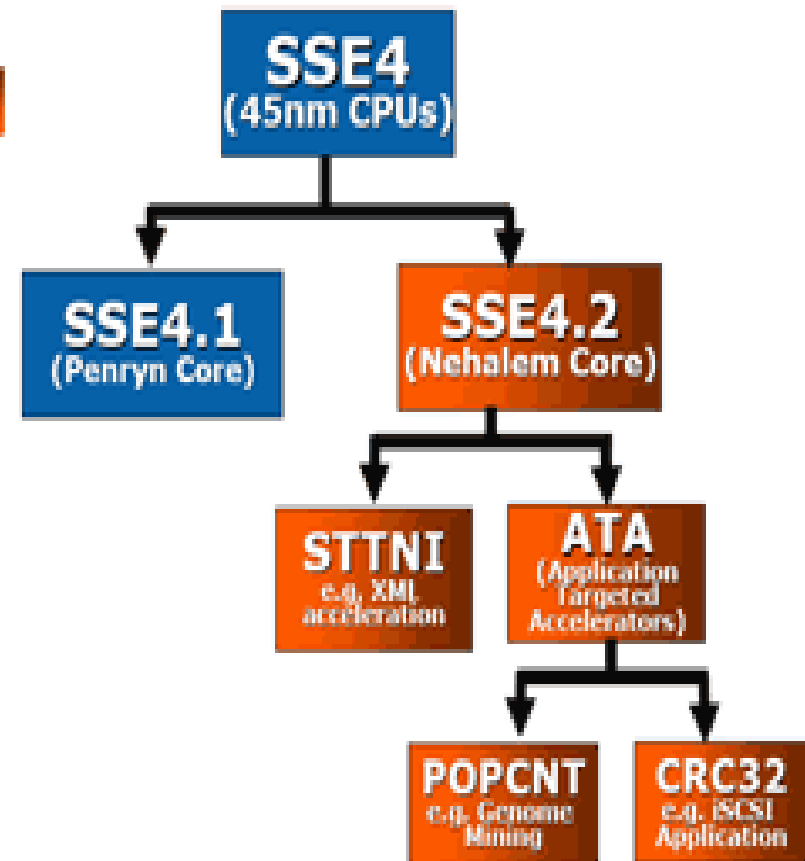 SSE4
(45nm CPUs)
SSE4.1
(Penryn Core)
SSE4.2
(Nehalem Core)
STTNI
e.g. XML
acceleration
ATA
(Application
Targeted
Accelerators)
POPCNT
e.g. Genome
Mining
CRC32
e.g. iSCSI
Application